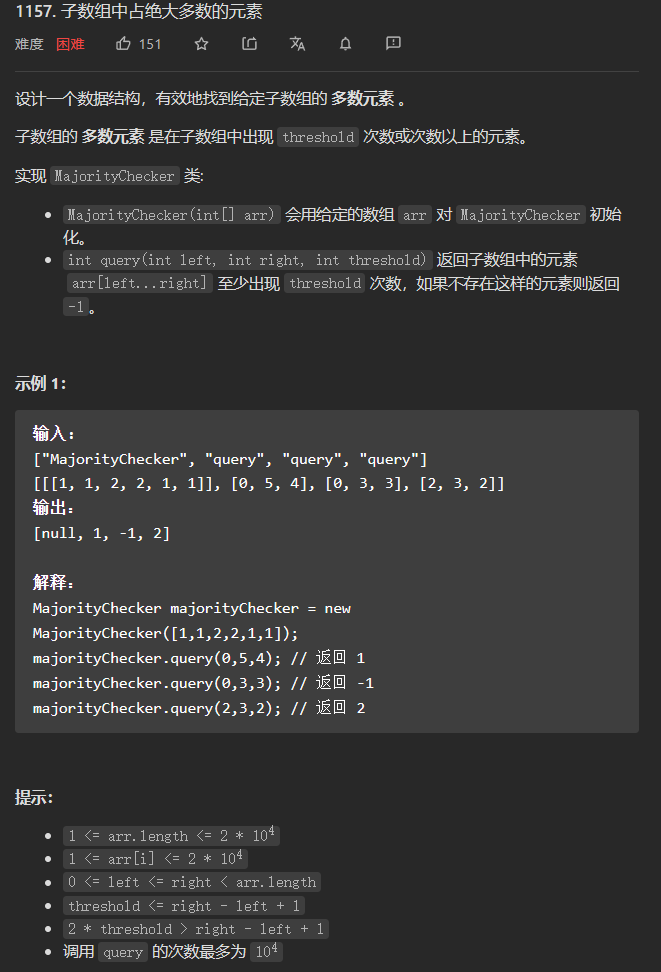 1157. 子数组中占绝大多数的元素
难度 困难 151
设计一个数据结构，有效地找到给定子数组的 多数元素 。
子数组的 多数元素 是在子数组中出现 threshold 次数或次数以上的元素。
实现 MajorityChecker 类:
• MajorityChecker(int[] arr) 会用给定的数组 arr 对 MajorityChecker 初始
化。
• int query(int left, int right, int threshold) 返回子数组中的元素
arr[left...right] 至少出现 threshold 次数，如果不存在这样的元素则返回
-1 。
示例 1：
输入：
["MajorityChecker", "query", "query", "query"]
[[[1, 1, 2, 2, 1, 1]], [0, 5, 4], [0, 3, 3], [2, 3, 2]]
输出：
[null, 1, -1, 2]
解释：
MajorityChecker majorityChecker = new
MajorityChecker([1,1,2,2,1,1]);
majorityChecker.query(0,5,4); // 返回 1
majorityChecker.query(0,3,3); // 返回 -1
majorityChecker.query(2,3,2); // 返回 2
提示：
• 1 <= arr.length <= 2 * 10⁴
• 1 <= arr[i] <= 2 * 10⁴
• 0 <= left <= right < arr.length
• threshold <= right - left + 1
• 2 * threshold > right - left + 1
• 调用 query 的次数最多为 10⁴